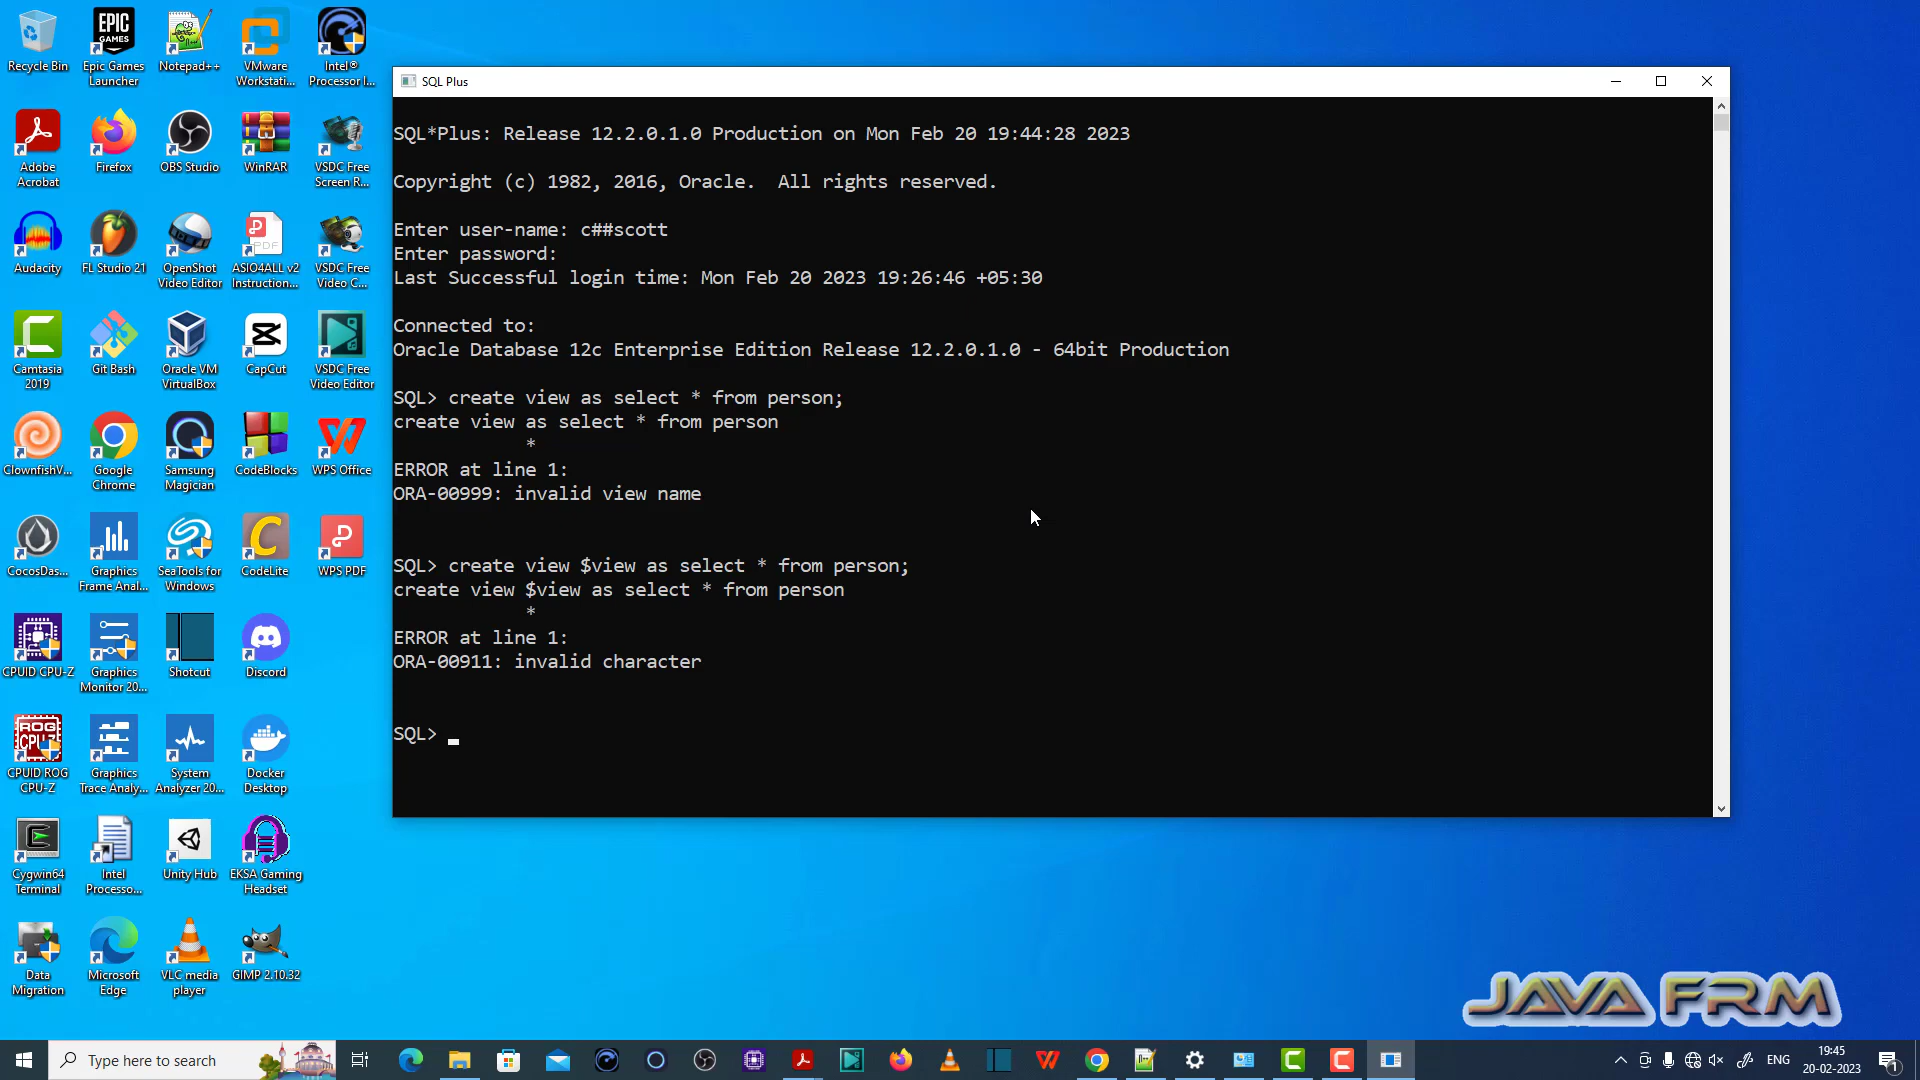 Recycle Bin
Epic Games Launcher
Notepad++
VMware Workstati...
Intel® Processor I...
Adobe Acrobat
Firefox
OBS Studio
WinRAR
VSDC Free Screen R...
Audacity
FL Studio 21
OpenShot Video Editor
ASIO4ALL v2 Instruction...
VSDC Free Video C...
Camtasia 2019
Git Bash
Oracle VM VirtualBox
CapCut
VSDC Free Video Editor
ClownfishV...
Google Chrome
Samsung Magician
CodeBlocks
WPS Office
CocosDas...
Graphics Frame Anal...
SeaTools for Windows
CodeLite
WPS PDF
CPUID CPU-Z
Graphics Monitor 20...
Shotcut
Discord
CPUID ROG CPU-Z
Graphics Trace Analy...
System Analyzer 20...
Docker Desktop
Cygwin64 Terminal
Intel Processo...
Unity Hub
EKSA Gaming Headset
Data Migration
Microsoft Edge
VLC media player
GIMP 2.10.32
SQL Plus
SQL*Plus: Release 12.2.0.1.0 Production on Mon Feb 20 19:44:28 2023
Copyright (c) 1982, 2016, Oracle.  All rights reserved.
Enter user-name: c##scott
Enter password:
Last Successful login time: Mon Feb 20 2023 19:26:46 +05:30
Connected to:
Oracle Database 12c Enterprise Edition Release 12.2.0.1.0 - 64bit Production
SQL> create view as select * from person;
create view as select * from person
*
ERROR at line 1:
ORA-00999: invalid view name
SQL> create view $view as select * from person;
create view $view as select * from person
*
ERROR at line 1:
ORA-00911: invalid character
SQL>
JAVA FRM
Type here to search
ENG
19:45
20-02-2023
1